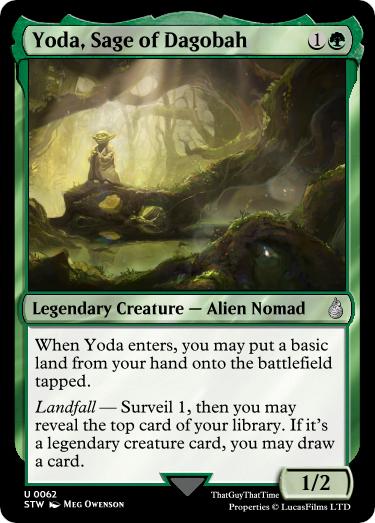 Yoda, Sage of Dagobah 1
Legendary Creature — Alien Nomad
When Yoda enters, you may put a basic
land from your hand onto the battlefield
tapped.
Landfall — Surveil 1, then you may
reveal the top card of your library. If it's
a legendary creature card, you may draw
a card.
1/2
U 0062
STW Meg Owenson
ThatGuyThatTime
Properties © LucasFilms LTD